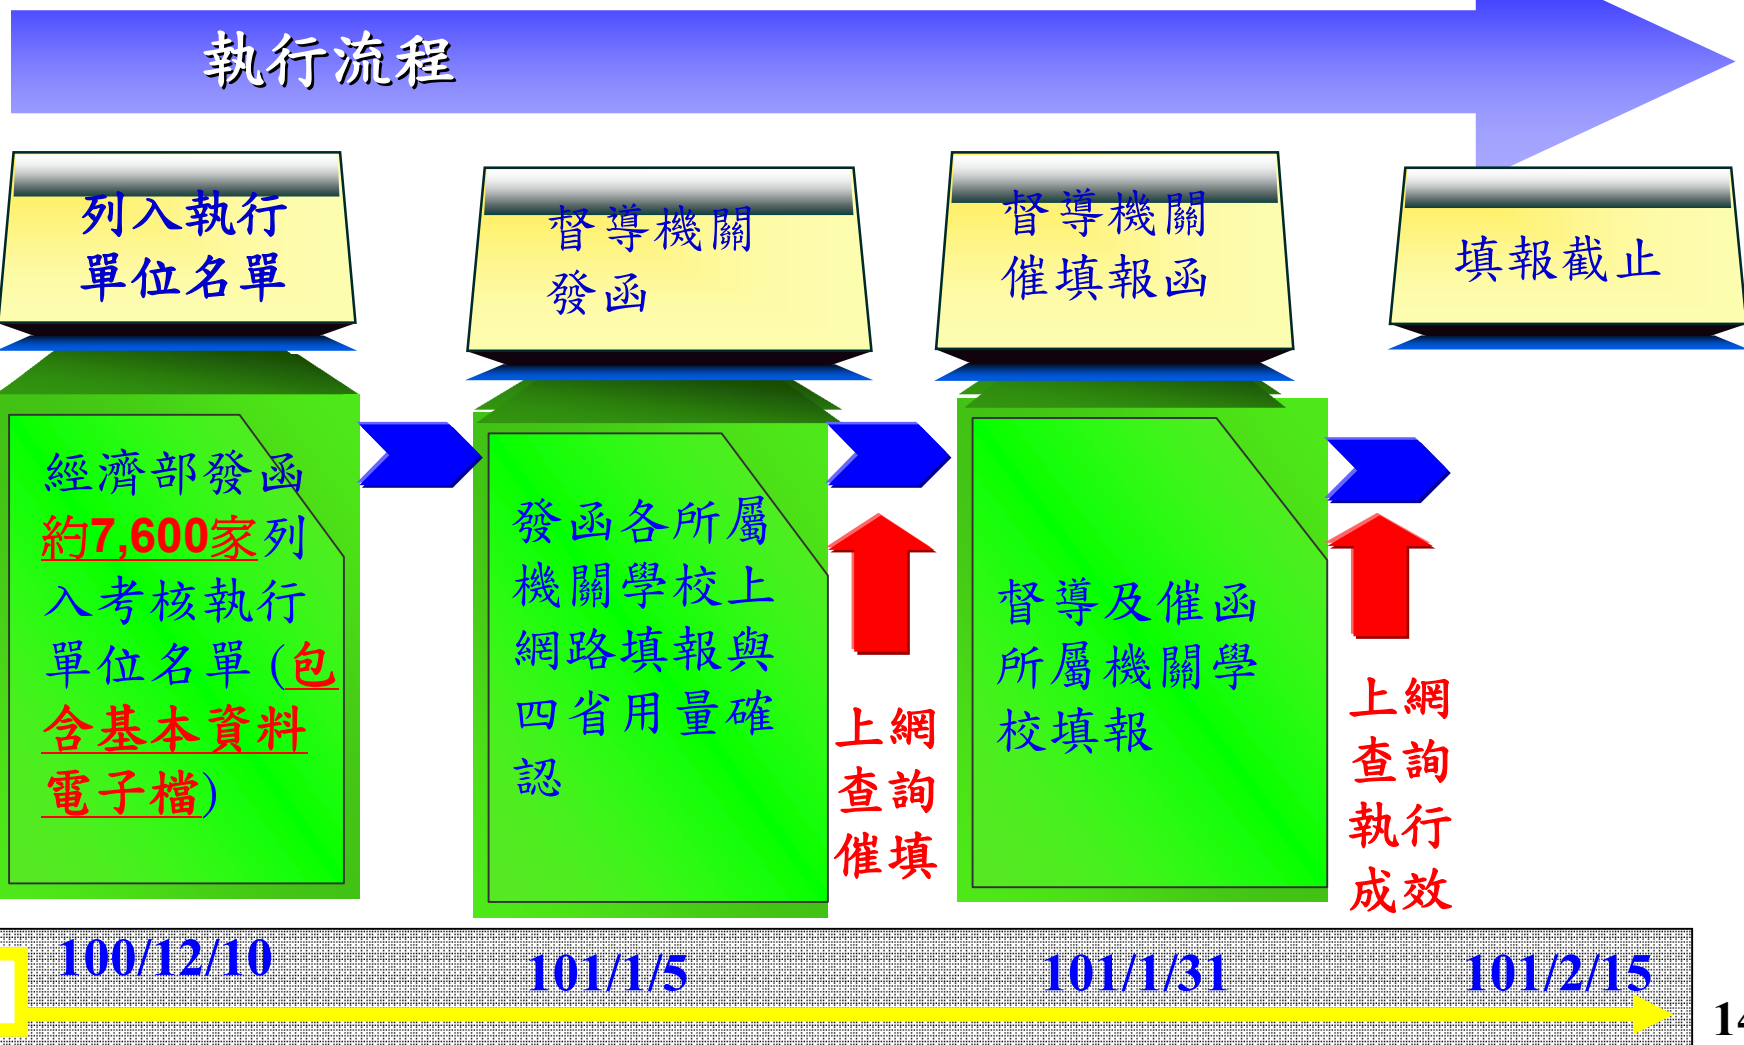 執行流程
列入執行
單位名單
督導機關
發函
督導機關
催填報函
填報截止
經濟部發函
約7,600家列
入考核執行
單位名單(包
含基本資料
電子檔)
發函各所屬
機關學校上
網路填報與
四省用量確
認
上網
查詢
催填
督導及催函
所屬機關學
校填報
上網
查詢
執行
成效
100/12/10
101/1/5
101/1/31
101/2/15
14